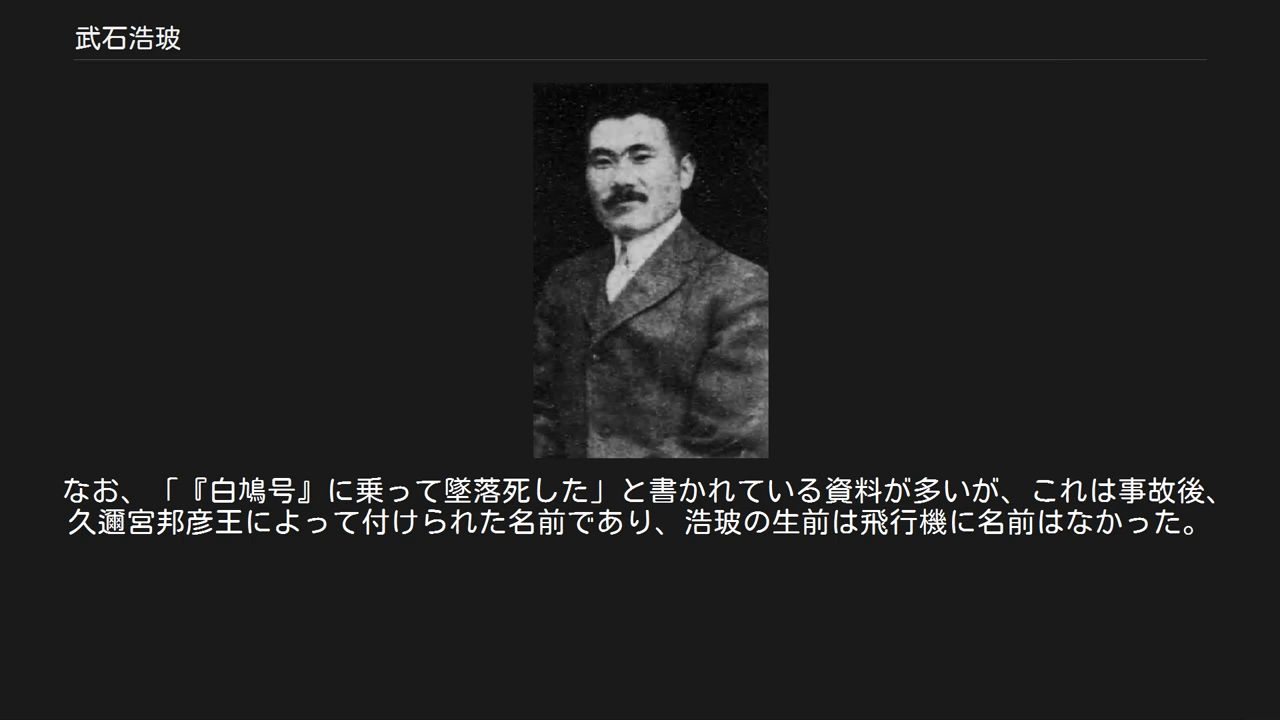 武石浩玻
なお、「『白鳩号』に乗って墜落死した」と書かれている資料が多いが、これは事故後、
久邇宮邦彦王によって付けられた名前であり、浩玻の生前は飛行機に名前はなかった。